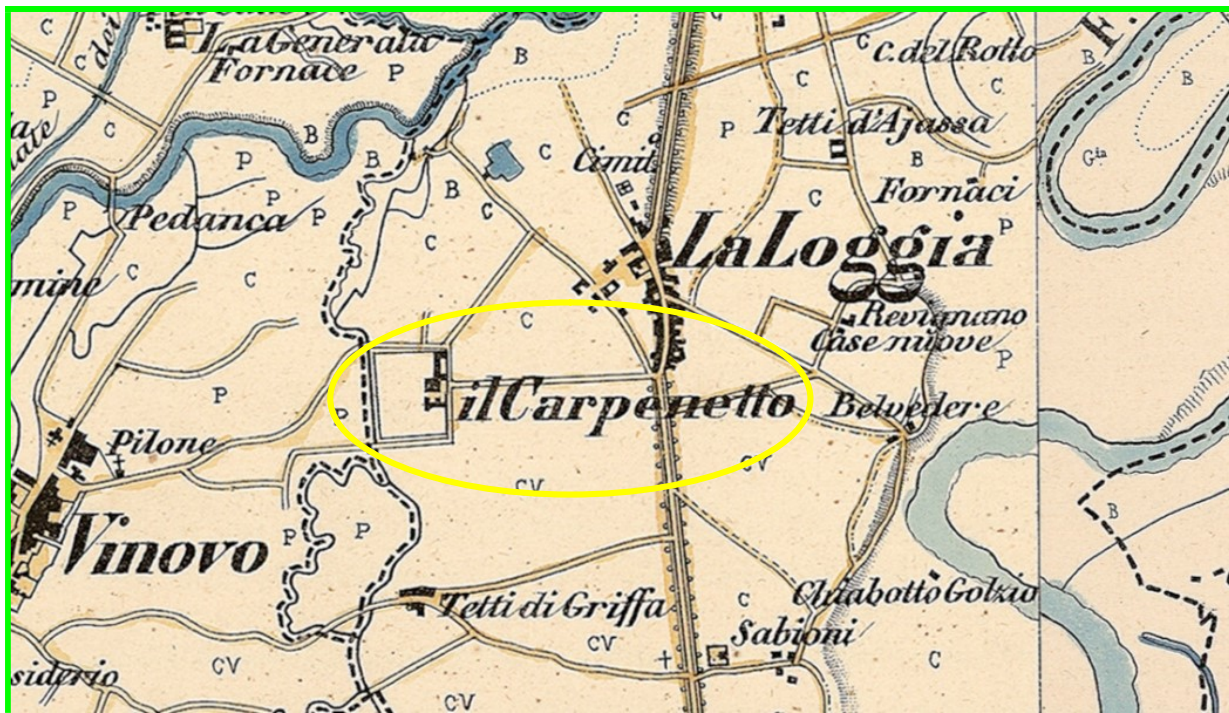 La Generala
Fornace
C. del Rotto
Tetti d'Ajassa
Cimit.
Fornaci
Pedanca
La Loggia
Revignano
Case nuove
il Carpenetto
Belvedere
Pilone
Vinovo
Tetti di Griffa
Chiabotto Golzio
Sabioni
siderio